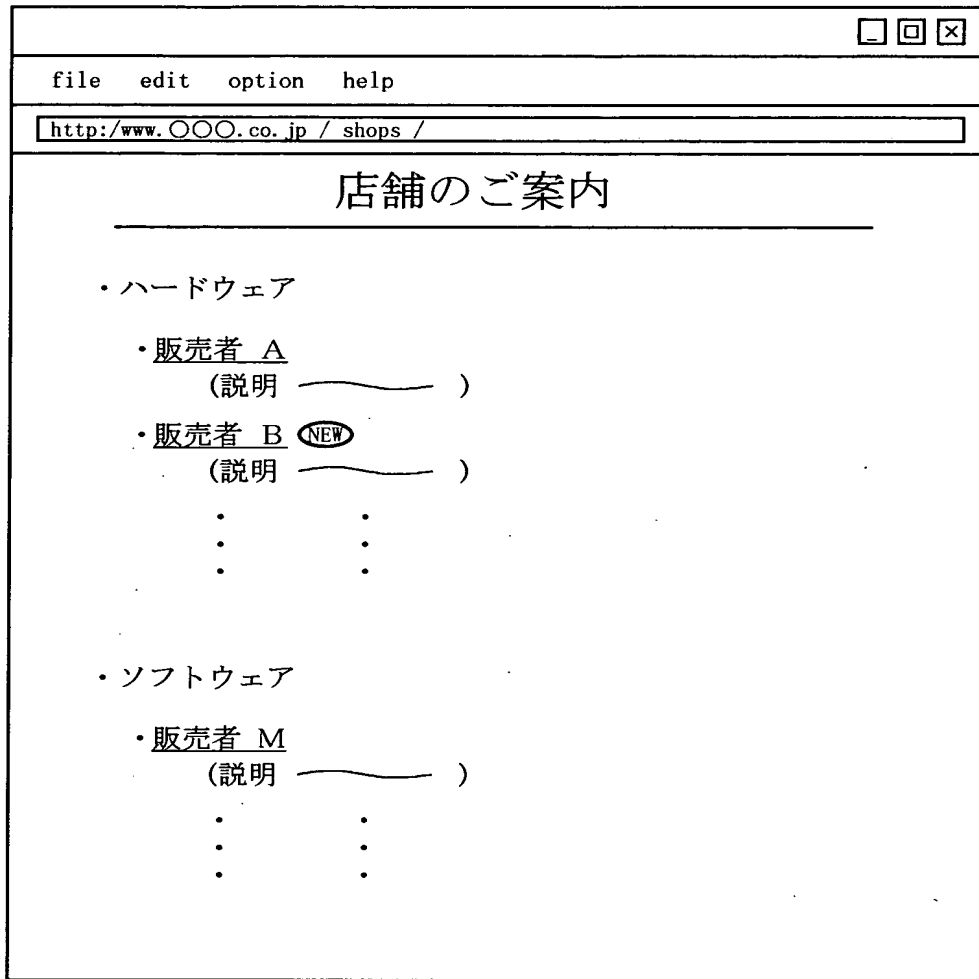 file edit option help
http:/www.○○○.co.jp / shops /
店舗のご案内
・ハードウェア
・販売者 A
(説明 )
・販売者 B NEW
(説明 )
・ソフトウェア
・販売者 M
(説明 )